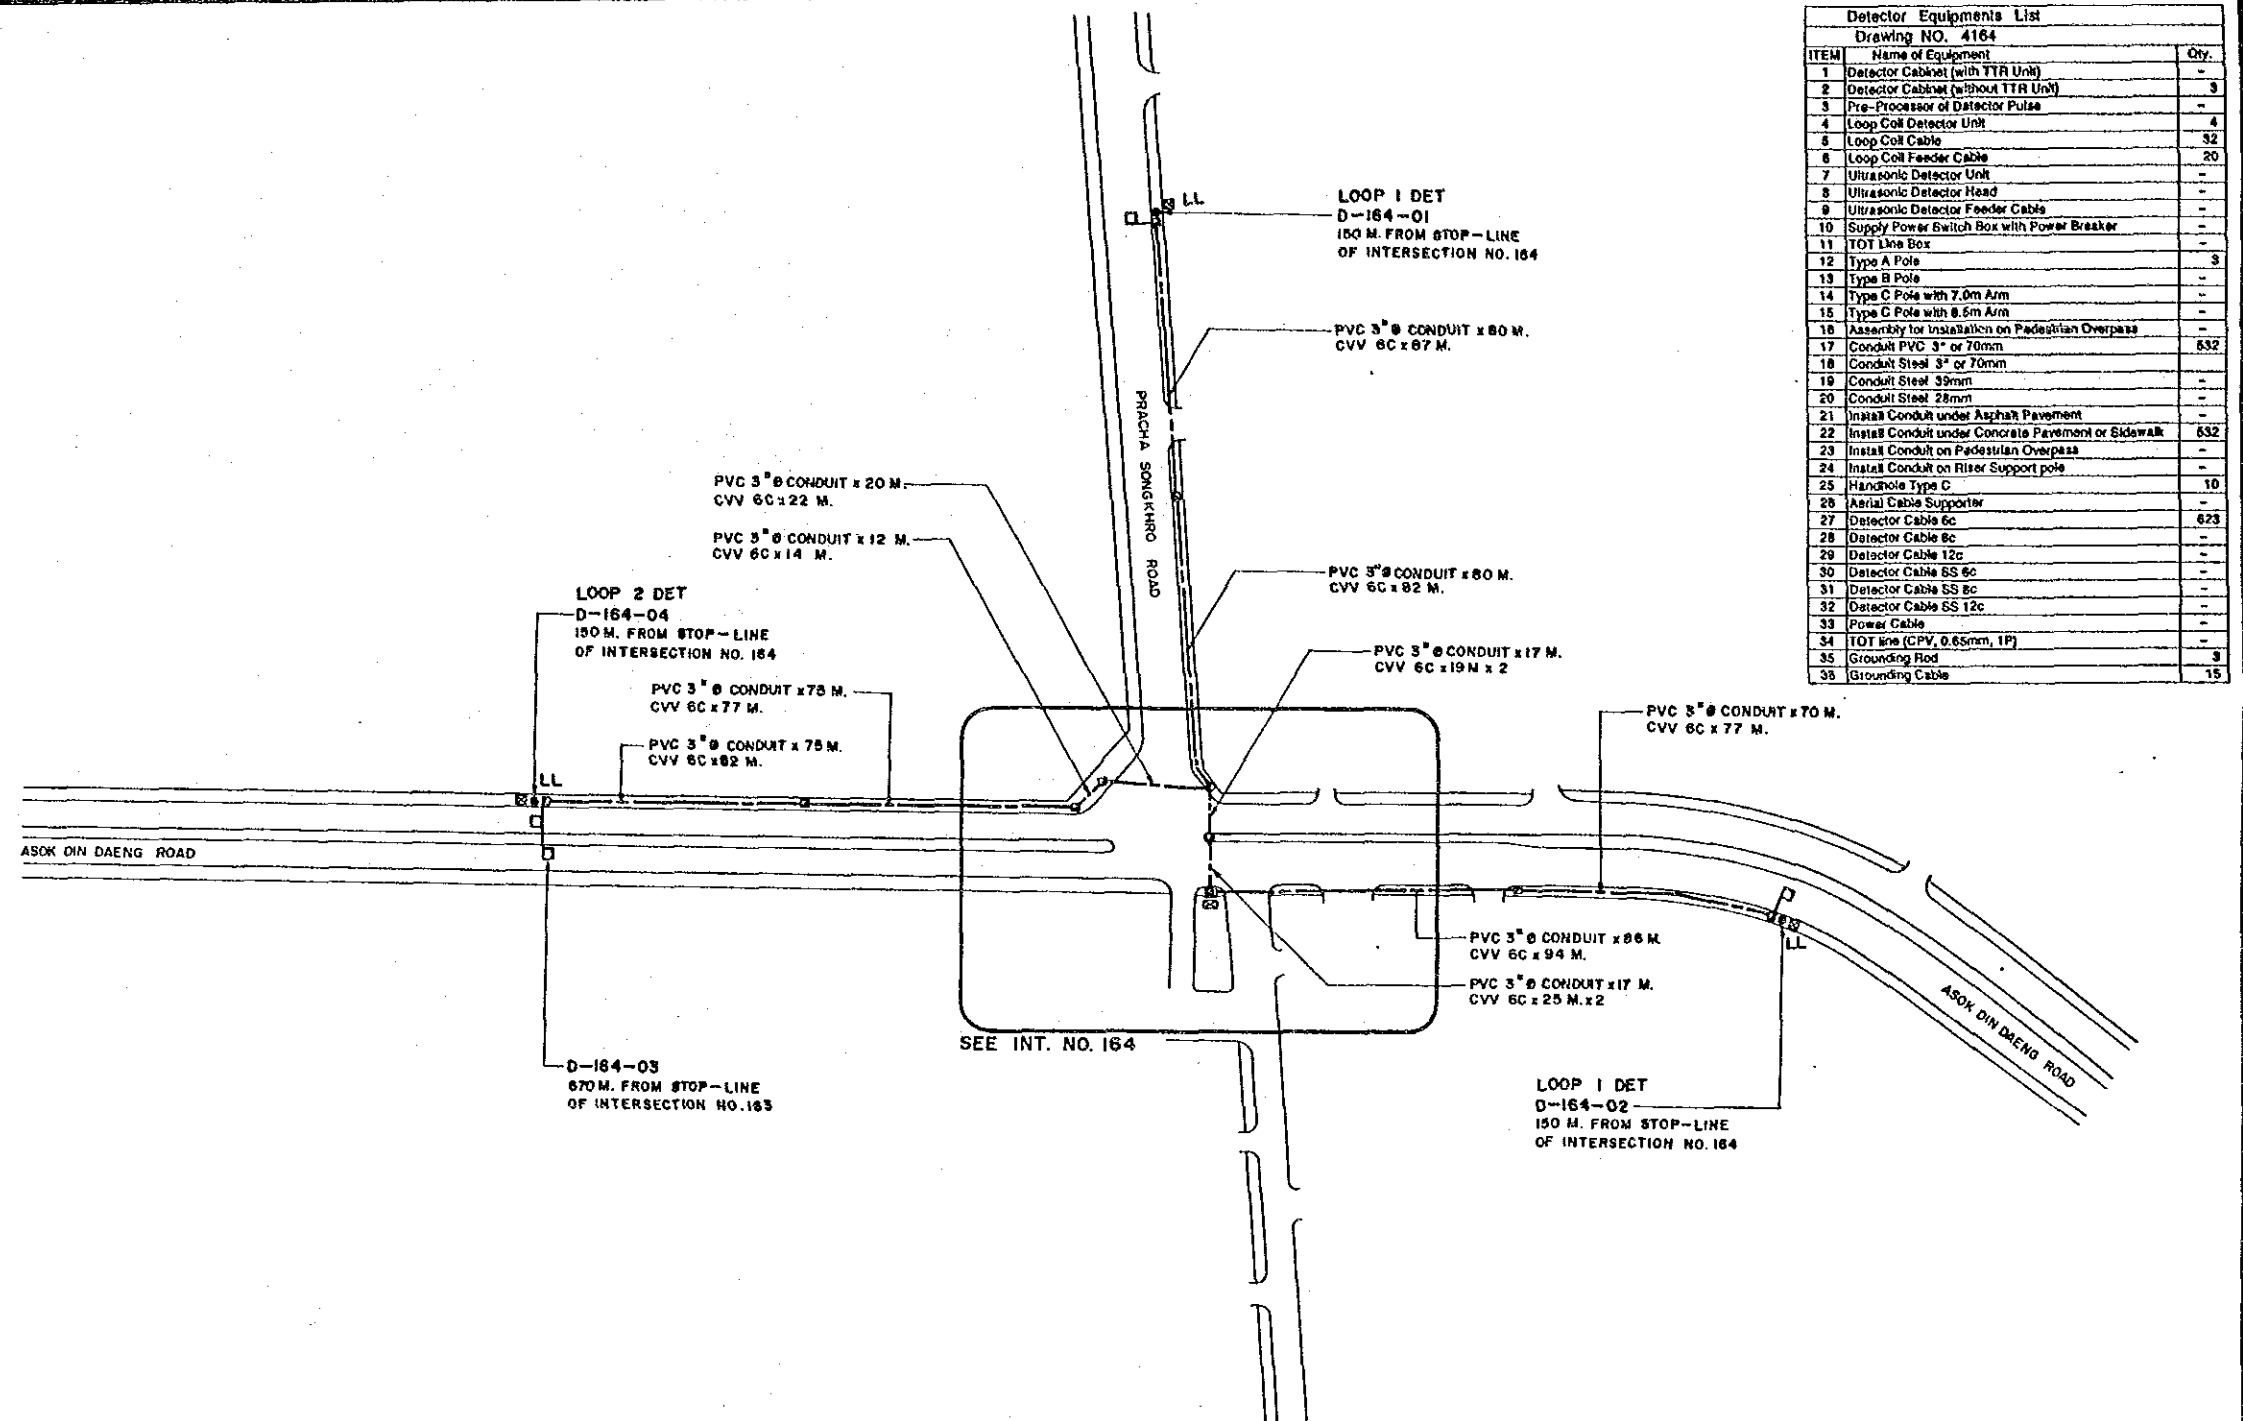 Detector Equipments List
Drawing NO. 4164
ITEM Name of Equipment Qty.
1 Detector Cabinet (with TTR Unit) -
2 Detector Cabinet (without TTR Unit) 3
3 Pre-Processor of Detector Pulse -
4 Loop Coil Detector Unit 4
5 Loop Coil Cable 32
6 Loop Coil Feeder Cable 20
7 Ultrasonic Detector Unit -
8 Ultrasonic Detector Head -
9 Ultrasonic Detector Feeder Cable -
10 Supply Power Switch Box with Power Breaker -
11 TOT Line Box -
12 Type A Pole 3
13 Type B Pole -
14 Type C Pole with 7.0m Arm -
15 Type C Pole with 8.5m Arm -
16 Assembly for Installation on Pedestrian Overpass -
17 Conduit PVC 3" or 70mm 532
18 Conduit Steel 3" or 70mm
19 Conduit Steel 39mm -
20 Conduit Steel 28mm -
21 Install Conduit under Asphalt Pavement -
22 Install Conduit under Concrete Pavement or Sidewalk 532
23 Install Conduit on Pedestrian Overpass -
24 Install Conduit on Riser Support pole -
25 Handhole Type C 10
26 Aerial Cable Supporter -
27 Detector Cable 6c 623
28 Detector Cable 8c -
29 Detector Cable 12c -
30 Detector Cable SS 6c -
31 Detector Cable SS 8c -
32 Detector Cable SS 12c -
33 Power Cable -
34 TOT line (CPV, 0.65mm, 1P) -
35 Grounding Rod 3
36 Grounding Cable 15
LL
LOOP 1 DET
D-164-01
150 M. FROM STOP-LINE
OF INTERSECTION NO. 164
PVC 3"ø CONDUIT x 80 M.
CVV 6C x 87 M.
PRACHA SONGKHRO ROAD
PVC 3"ø CONDUIT x 20 M.
CVV 6C x 22 M.
PVC 3"ø CONDUIT x 12 M.
CVV 6C x 14 M.
PVC 3"ø CONDUIT x 80 M.
CVV 6C x 82 M.
LOOP 2 DET
D-164-04
150 M. FROM STOP-LINE
OF INTERSECTION NO. 164
PVC 3"ø CONDUIT x 17 M.
CVV 6C x 19 M x 2
PVC 3"ø CONDUIT x 75 M.
CVV 6C x 77 M.
PVC 3"ø CONDUIT x 70 M.
CVV 6C x 77 M.
PVC 3"ø CONDUIT x 75 M.
CVV 6C x 82 M.
LL
ASOK DIN DAENG ROAD
PVC 3"ø CONDUIT x 86 M.
CVV 6C x 94 M.
LL
PVC 3"ø CONDUIT x 17 M.
CVV 6C x 25 M. x 2
ASOK DIN DAENG ROAD
SEE INT. NO. 164
D-164-03
670 M. FROM STOP-LINE
OF INTERSECTION NO. 163
LOOP 1 DET
D-164-02
150 M. FROM STOP-LINE
OF INTERSECTION NO. 164